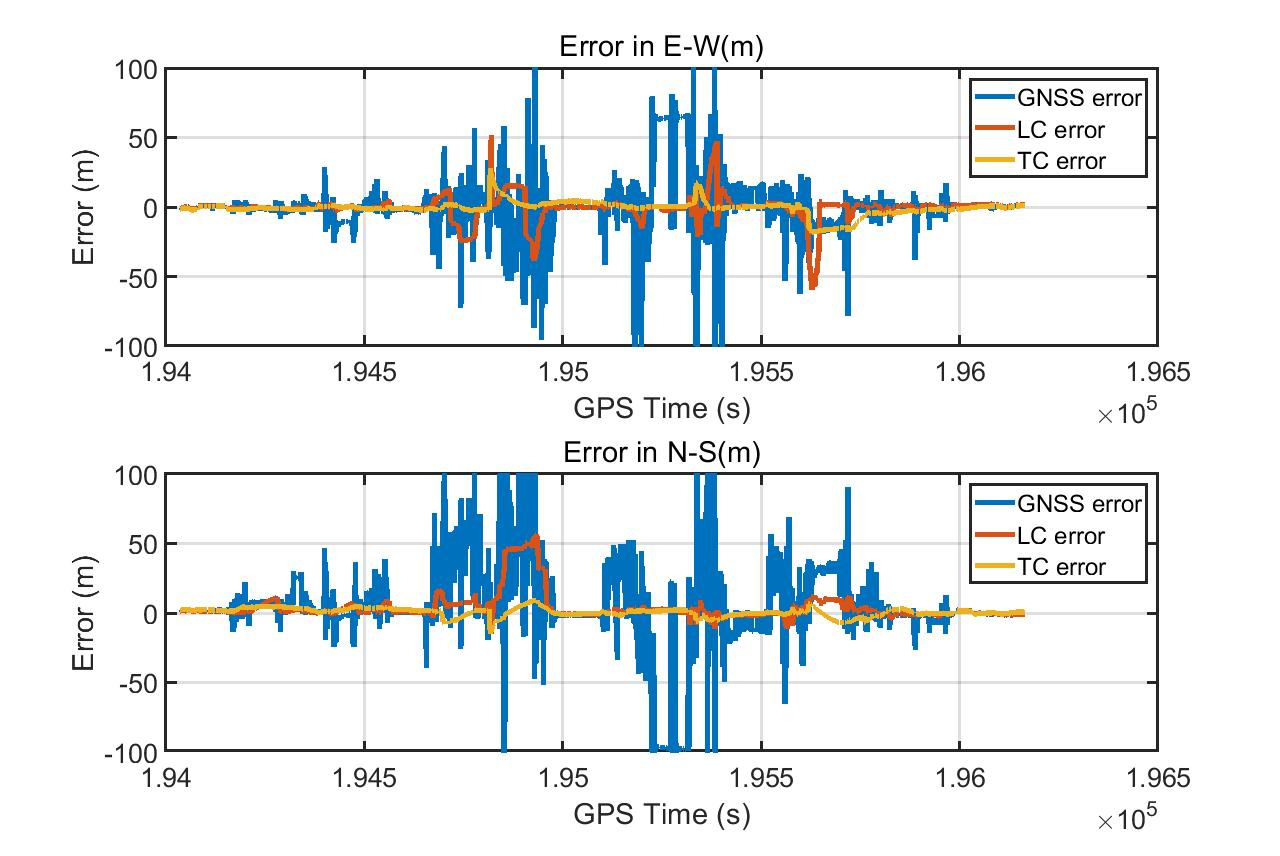 Error in E-W(m)
Error (m)
100
50
0
-50
-100
1.94 1.945 1.95 1.955 1.96 1.965
GPS Time (s)
×10^5
GNSS error
LC error
TC error
Error in N-S(m)
Error (m)
100
50
0
-50
-100
1.94 1.945 1.95 1.955 1.96 1.965
GPS Time (s)
×10^5
GNSS error
LC error
TC error